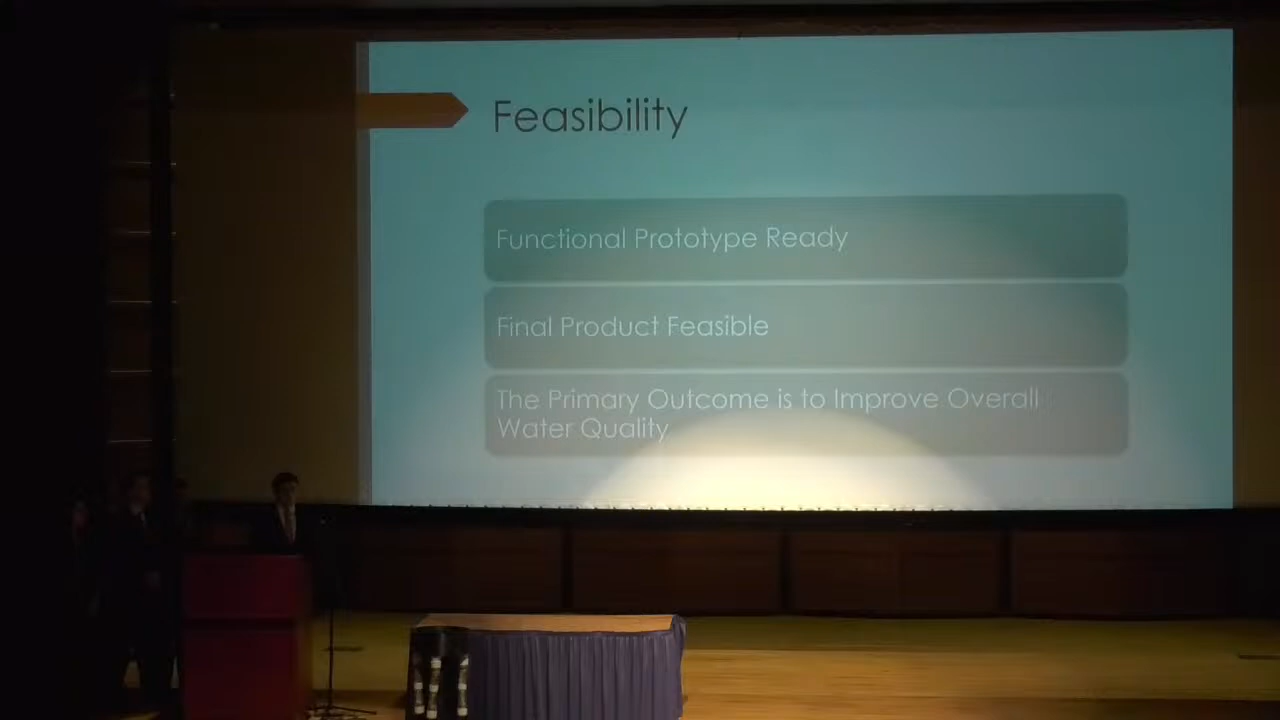 Feasibility
Functional Prototype Ready
Final Product Feasible
The Primary Outcome is to Improve Overall
Water Quality